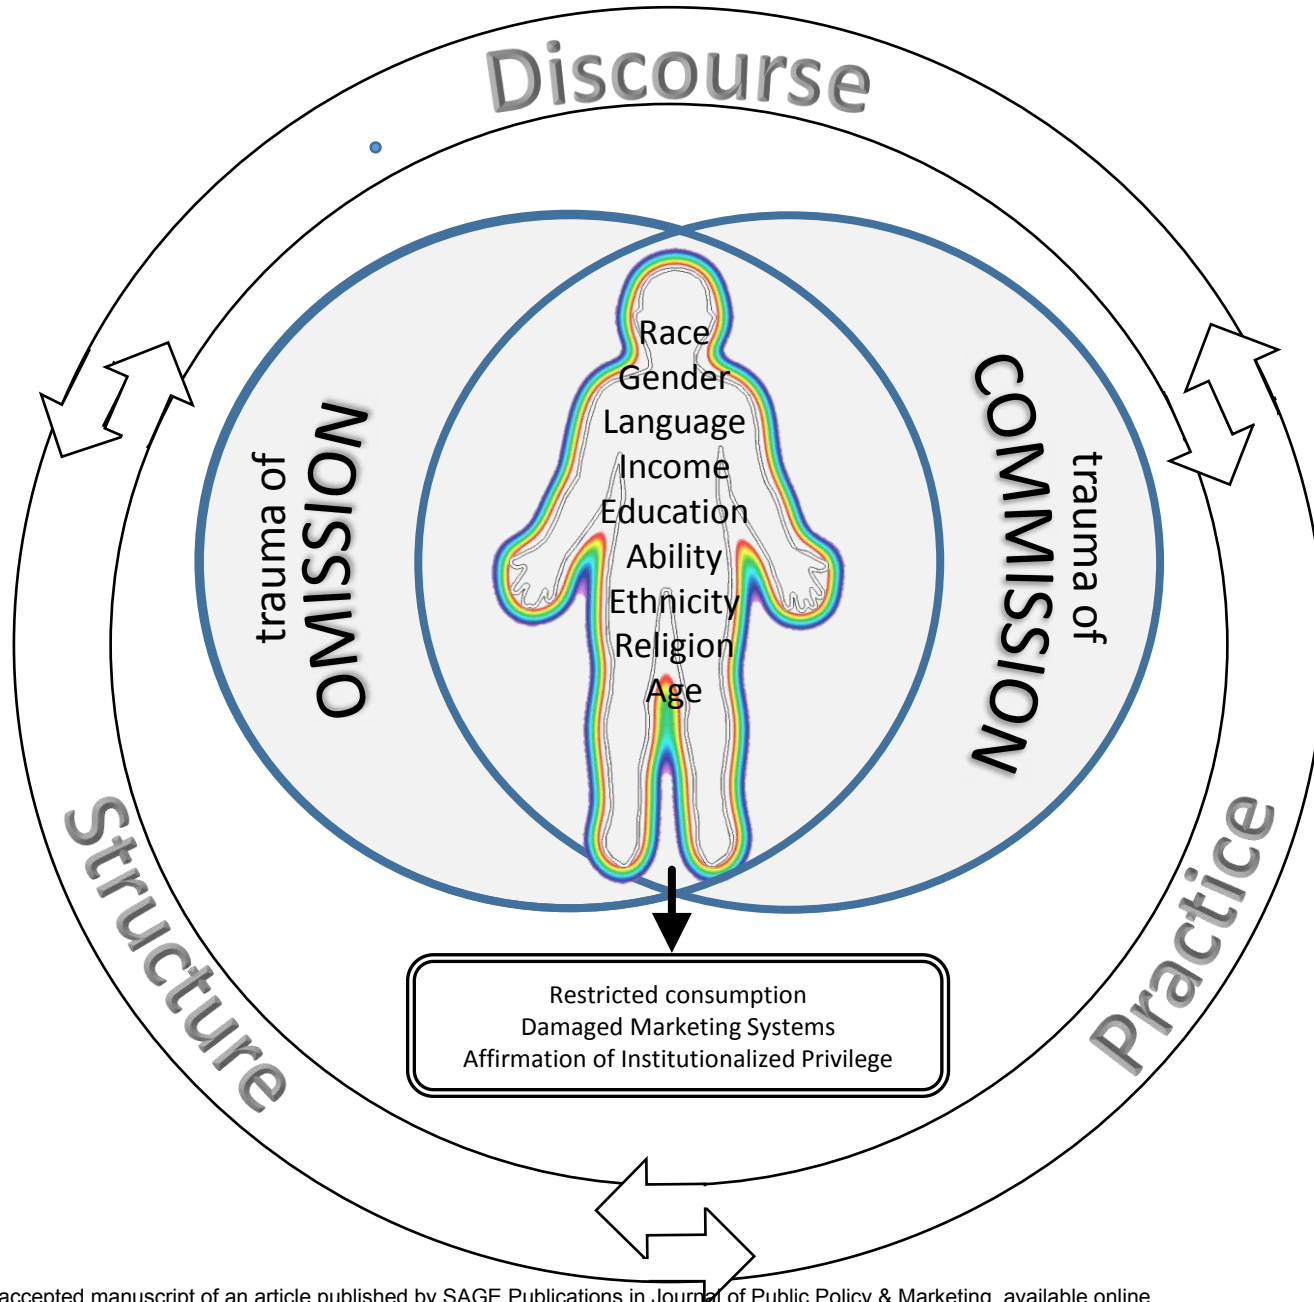 Discourse
Race
Gender
Language
Income
Education
Ability
Ethnicity
Religion
Age
trauma of
OMISSION
trauma of
COMMISSION
Structure
Practice
Restricted consumption
Damaged Marketing Systems
Affirmation of Institutionalized Privilege
accepted manuscript of an article published by SAGE Publications in Journal of Public Policy & Marketing, available online